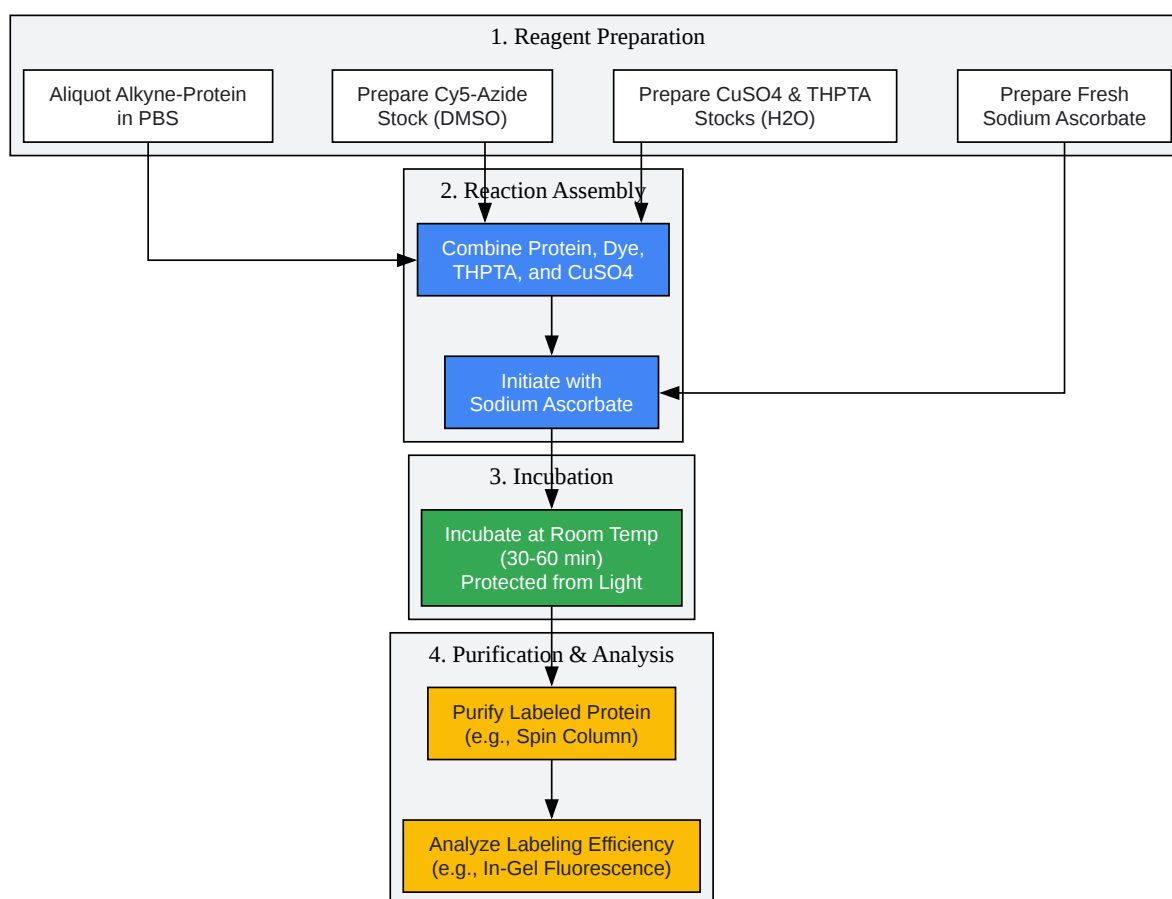 1. Reagent Preparation
Aliquot Alkyne-Protein
in PBS
Prepare Cy5-Azide
Stock (DMSO)
Prepare CuSO4 & THPTA
Stocks (H2O)
Prepare Fresh
Sodium Ascorbate
2. Reaction Assembly
Combine Protein, Dye,
THPTA, and CuSO4
Initiate with
Sodium Ascorbate
3. Incubation
Incubate at Room Temp
(30-60 min)
Protected from Light
4. Purification & Analysis
Purify Labeled Protein
(e.g., Spin Column)
Analyze Labeling Efficiency
(e.g., In-Gel Fluorescence)